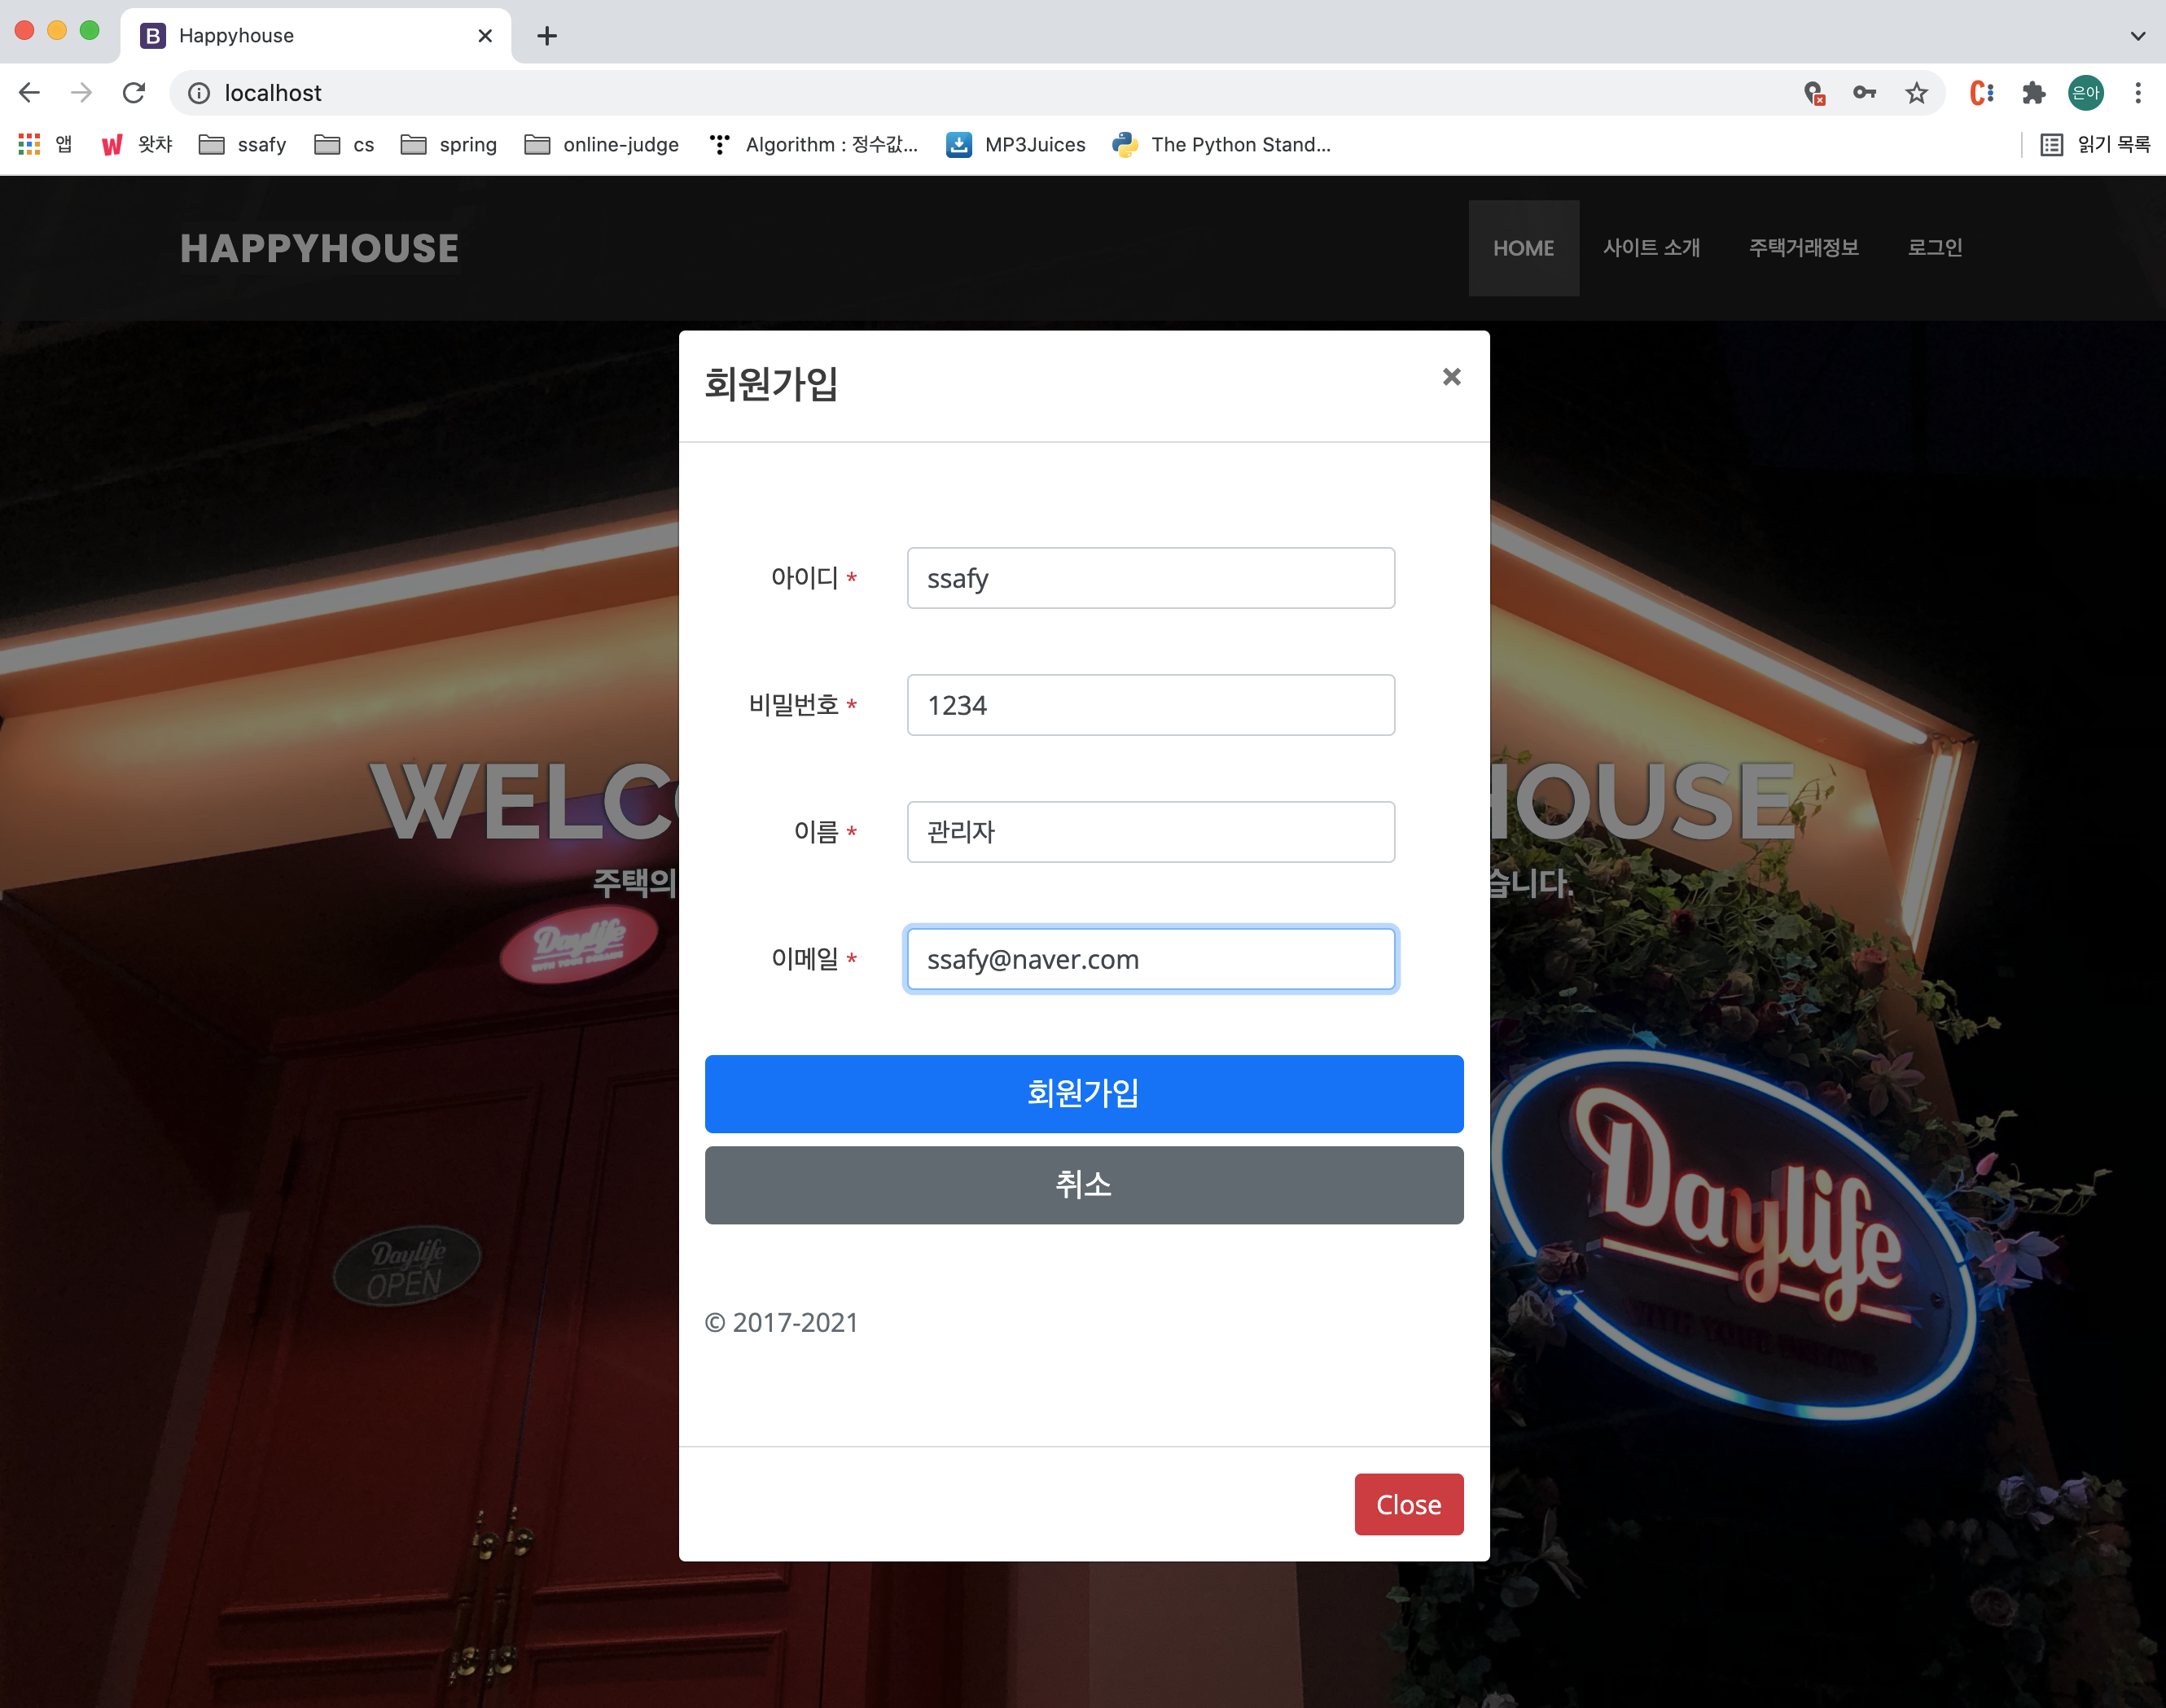 Happyhouse
localhost
은아
앱 왓챠 ssafy cs spring online-judge Algorithm : 정수값... MP3Juices The Python Stand... 읽기 목록
HAPPYHOUSE
HOME 사이트 소개 주택거래정보 로그인
회원가입
아이디 * ssafy
비밀번호 * 1234
이름 * 관리자
이메일 * ssafy@naver.com
회원가입
취소
© 2017-2021
Close
WELC HOUSE
주택의 습니다.
Daylife
WITH YOUR DREAMS
Daylife
OPEN
Daylife